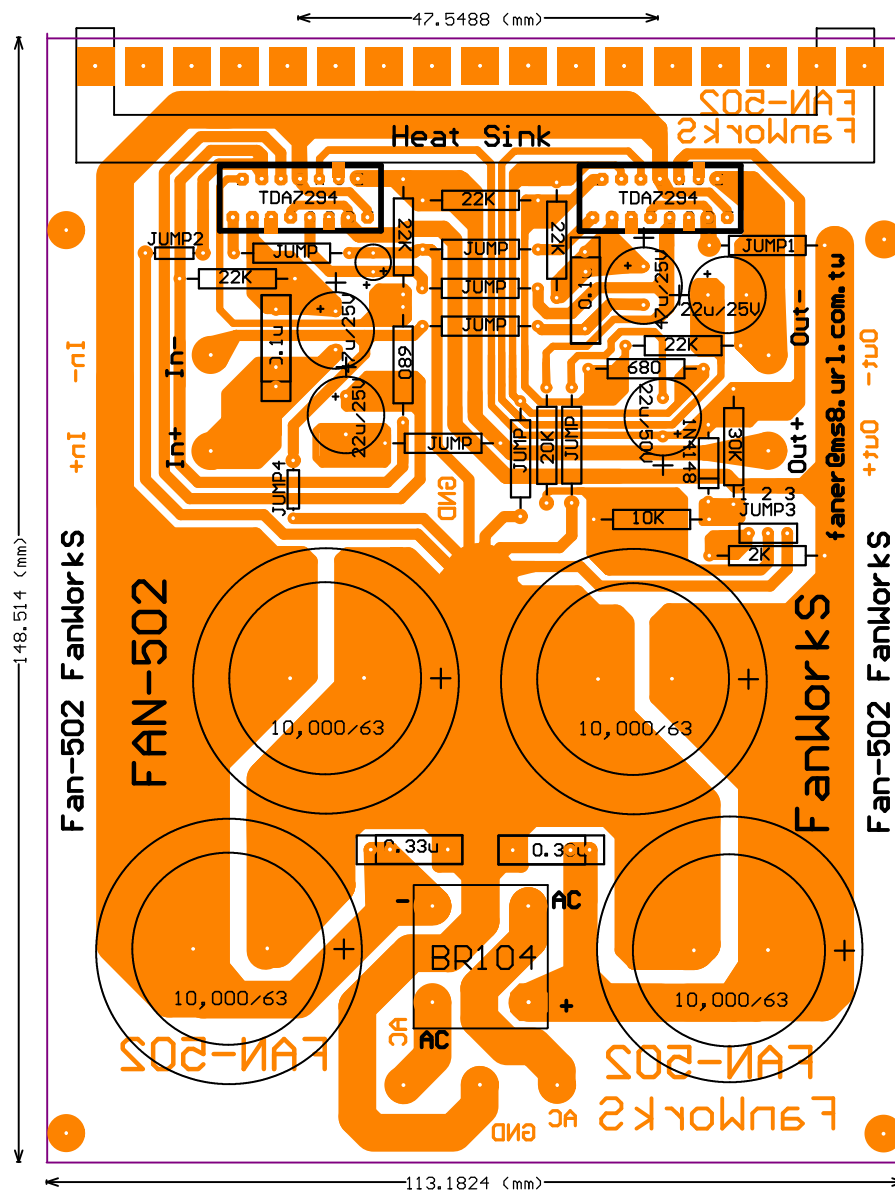 47.5488 (mm)
FAN-502
FanWorkS
Heat Sink
TDA7294
TDA7294
22K
22K
22K
JUMP2
JUMP
JUMP
JUMP1
22K
JUMP
0.1u
47u/25V
22u/25V
0.1u
47u/25V
JUMP
Out-
Out-
In-
In-
22K
680
680
22u/25V
22u/50V
1N4148
30K
JUMP
JUMP
20K
JUMP
In+
In+
Out+
Out+
JUMP4
GND
1 2 3
JUMP3
10K
2K
faner@ms8.url.com.tw
148.514 (mm)
Fan-502 FanWorkS
FAN-502
FanWorkS
Fan-502 FanWorkS
10,000/63
10,000/63
0.33u
0.33u
-
AC
BR104
10,000/63
10,000/63
+
AC
AC
FAN-502
FAN-502
FanWorkS
AC
GND
113.1824 (mm)